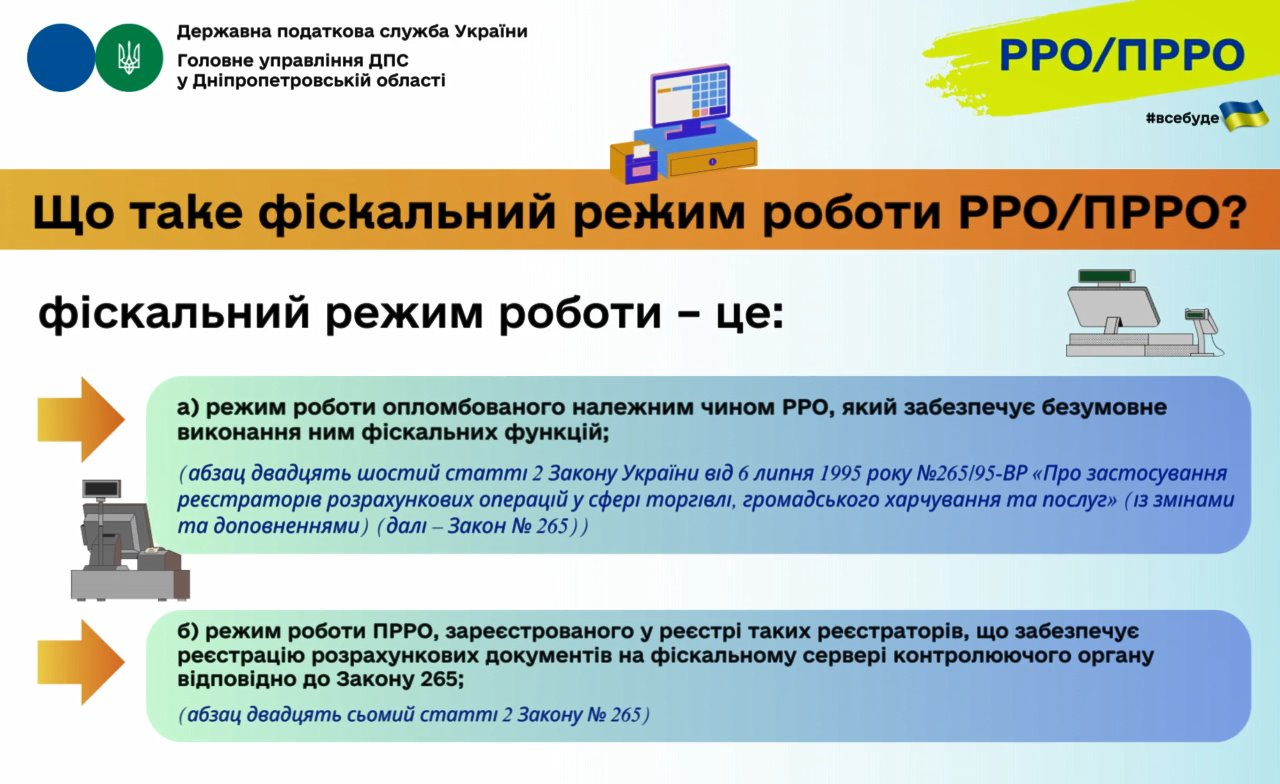 Державна податкова служба України
Головне управління ДПС
у Дніпропетровській області
РРО/ПРРО
#всебуде
Що таке фіскальний режим роботи РРО/ПРРО?
фіскальний режим роботи – це:
а) режим роботи опломбованого належним чином РРО, який забезпечує безумовне
виконання ним фіскальних функцій;
(абзац двадцять шостий статті 2 Закону України від 6 липня 1995 року №265/95-ВР «Про застосування
реєстраторів розрахункових операцій у сфері торгівлі, громадського харчування та послуг» (із змінами
та доповненнями) (далі – Закон № 265))
б) режим роботи ПРРО, зареєстрованого у реєстрі таких реєстраторів, що забезпечує
реєстрацію розрахункових документів на фіскальному сервері контролюючого органу
відповідно до Закону 265;
(абзац двадцять сьомий статті 2 Закону № 265)